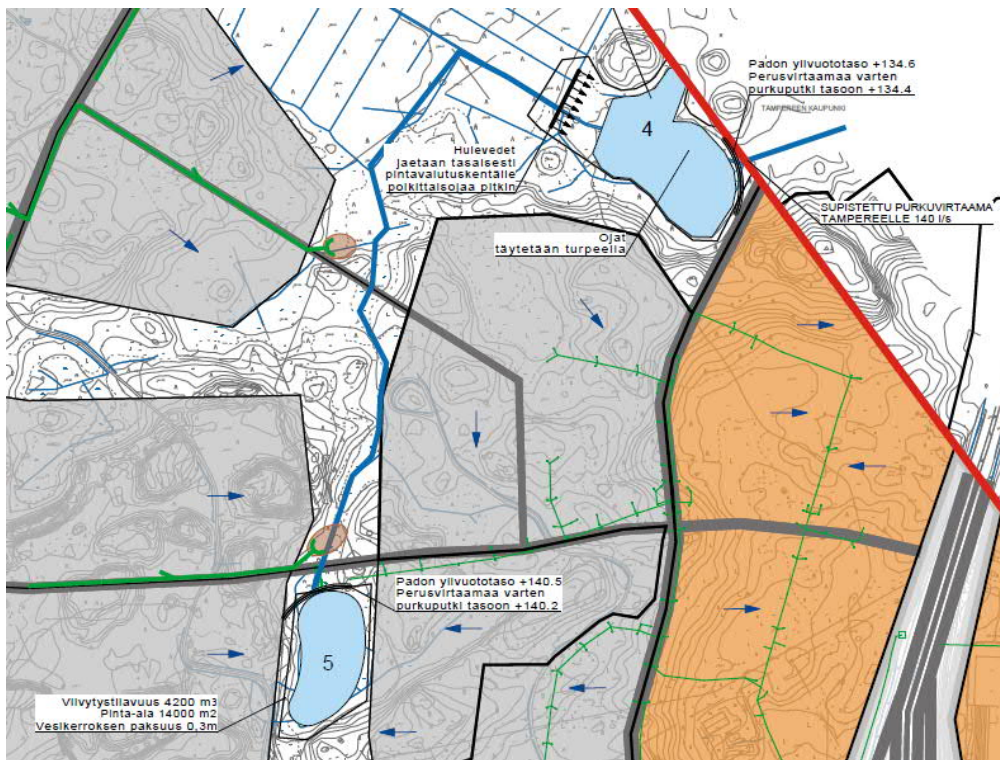 Padon ylivuototaso +134.6
Perusvirtaamaa varten
purkuputki tasoon +134.4
TAMPEREEN KAUPUNKI
4
Hulevedet
jaetaan tasaisesti
pintavalutuskentälle
poikittaisojaa pitkin
SUPISTETTU PURKUVIRTAAMA
TAMPEREELLE 140 l/s
Ojat
täytetään turpeella
Padon ylivuototaso +140.5
Perusvirtaamaa varten
purkuputki tasoon +140.2
5
Viivytystilavuus 4200 m3
Pinta-ala 14000 m2
Vesikerroksen paksuus 0,3m